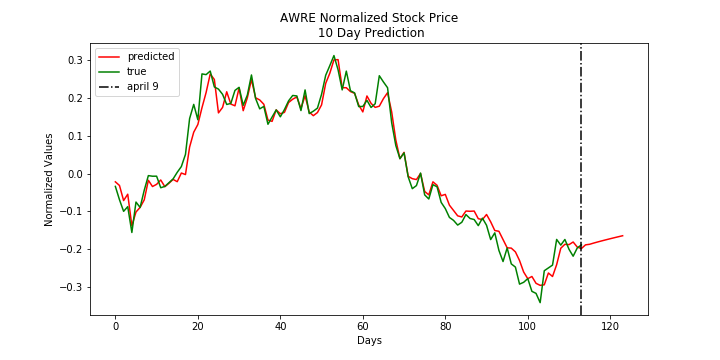 AWRE Normalized Stock Price
10 Day Prediction
predicted
true
april 9
Normalized Values
0.3
0.2
0.1
0.0
−0.1
−0.2
−0.3
0
20
40
60
80
100
120
Days